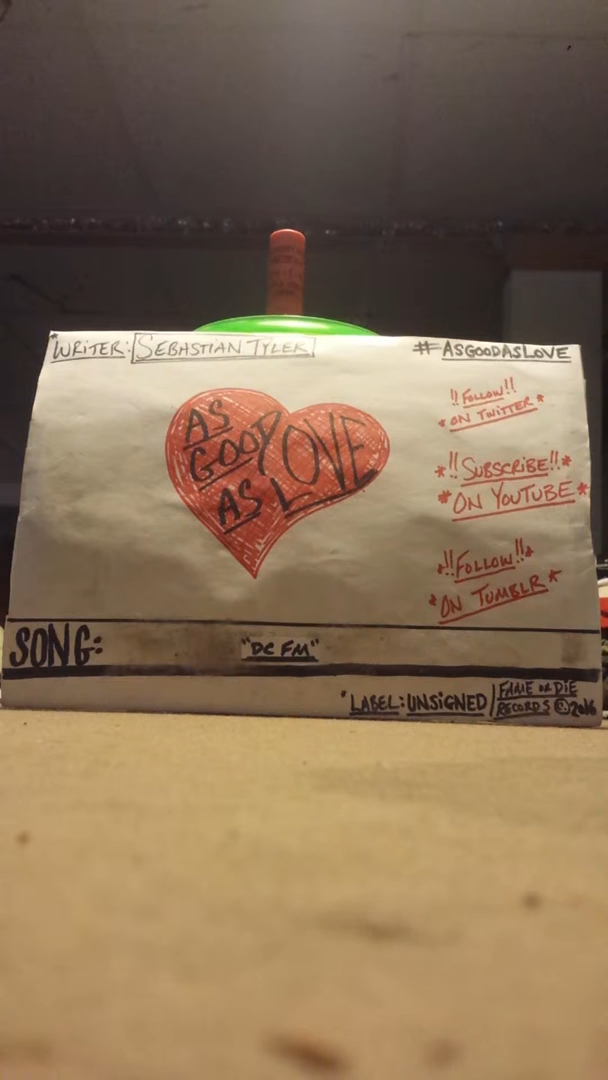 *WRITER: SEBASTIAN TYLER
#ASGOODASLOVE
AS
GOOD
AS LOVE
!!FOLLOW!!
*ON TWITTER*
*!!SUBSCRIBE!!*
*ON YOUTUBE*
*!!FOLLOW!!*
*ON TUMBLR*
SONG: "DC FM"
*LABEL: UNSIGNED / FAME OR DIE
RECORDS © 2016